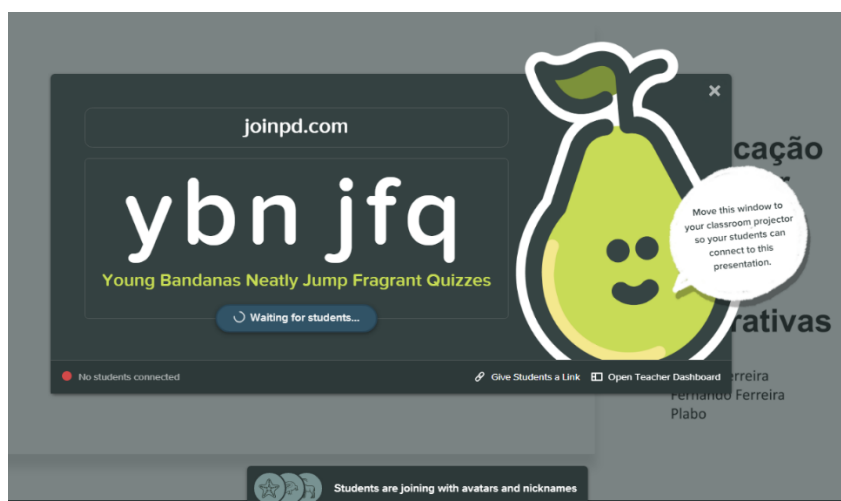 joinpd.com
ybn jfq
Young Bandanas Neatly Jump Fragrant Quizzes
Waiting for students...
Move this window to
your classroom projector
so your students can
connect to this
presentation.
No students connected
Give Students a Link
Open Teacher Dashboard
cação
rativas
erreira
Fernando Ferreira
Plabo
Students are joining with avatars and nicknames